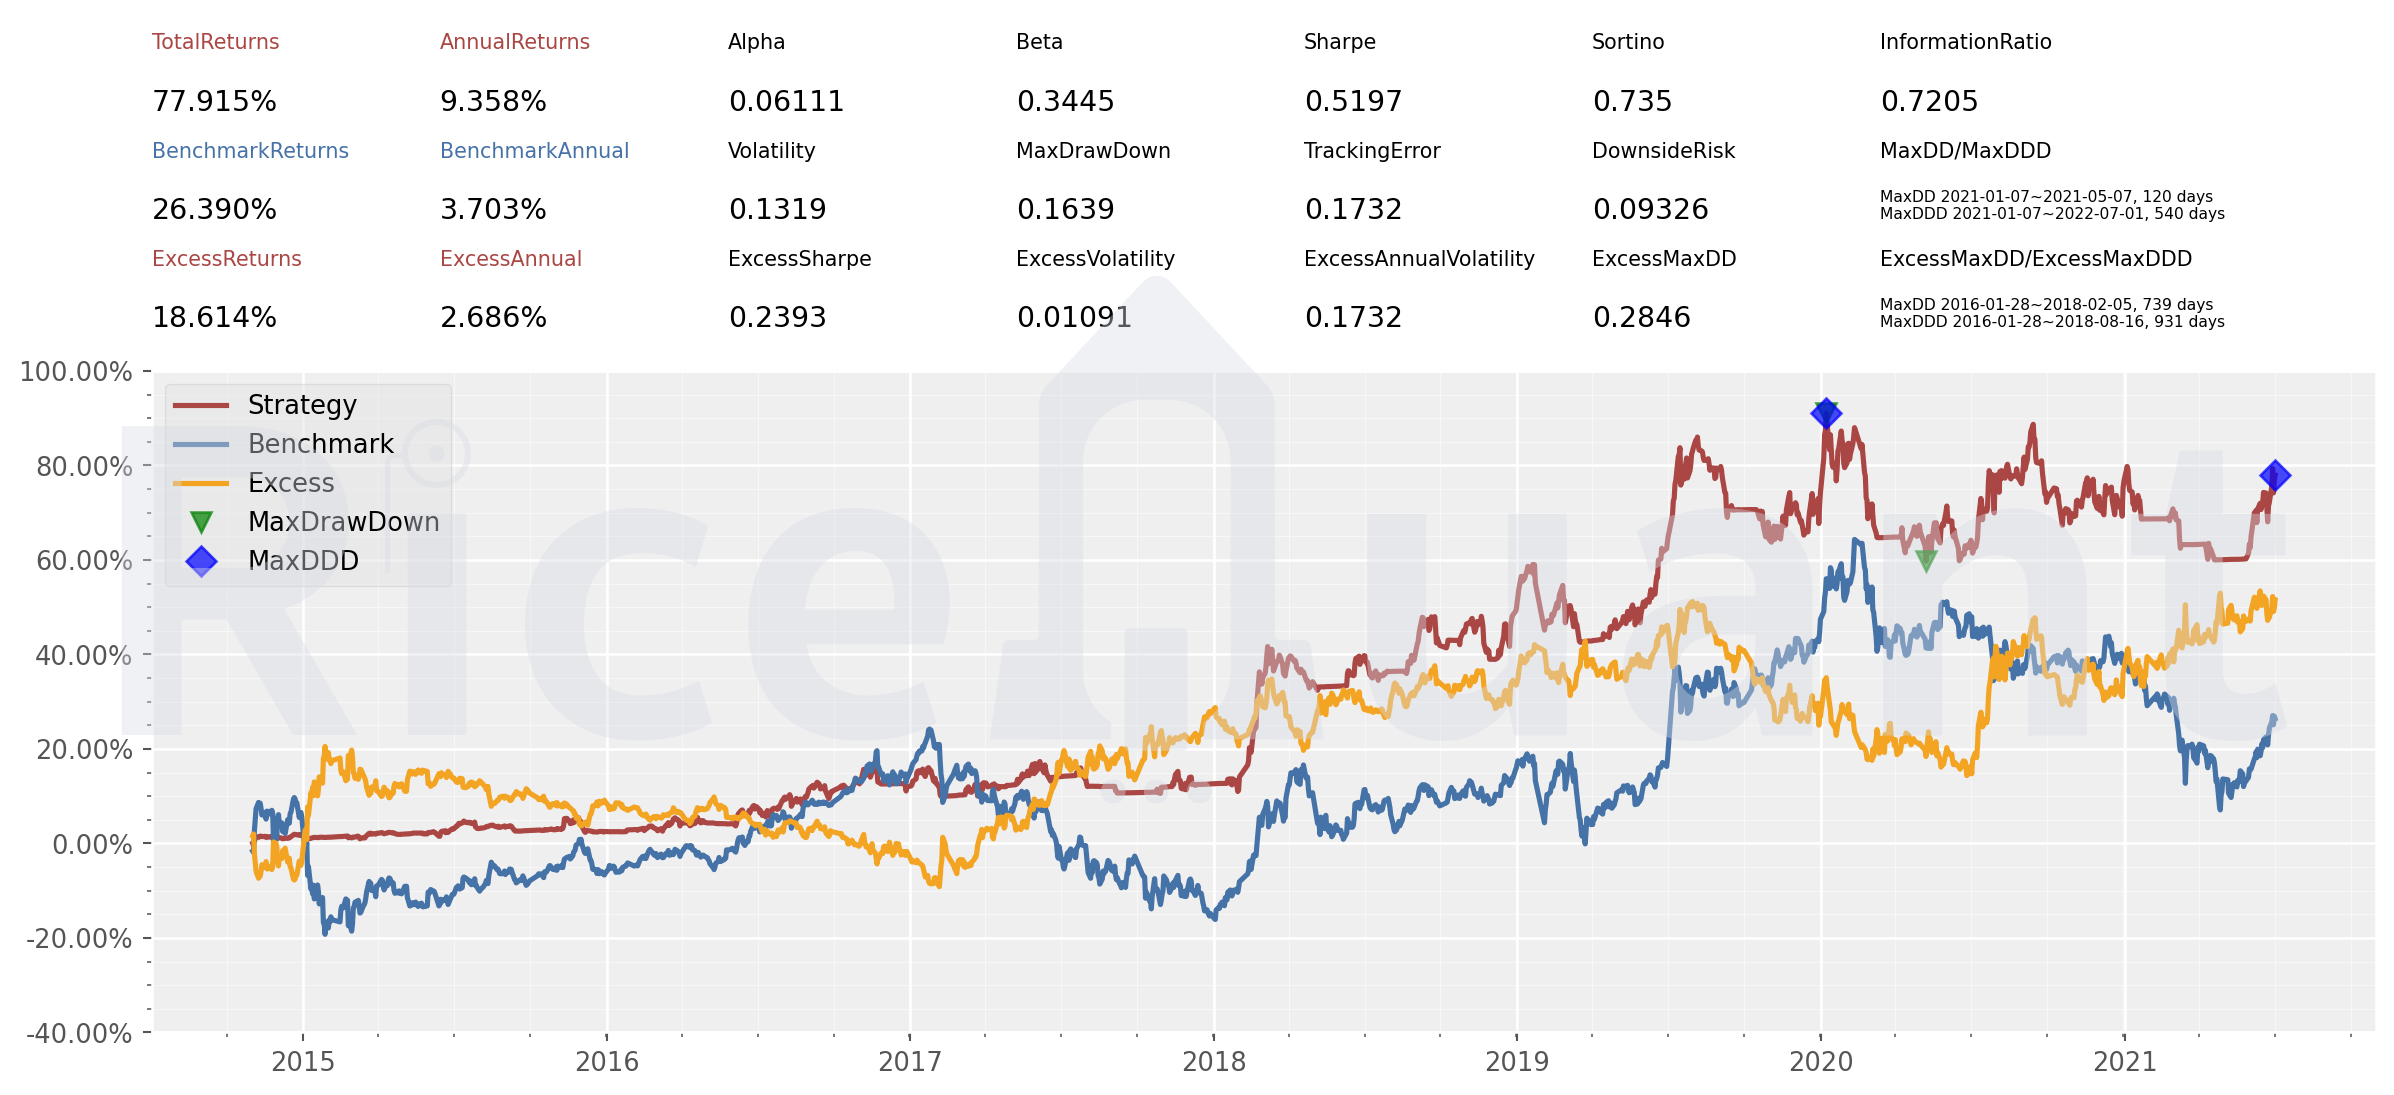 TotalReturns AnnualReturns Alpha Beta Sharpe Sortino InformationRatio
77.915% 9.358% 0.06111 0.3445 0.5197 0.735 0.7205
BenchmarkReturns BenchmarkAnnual Volatility MaxDrawDown TrackingError DownsideRisk MaxDD/MaxDDD
26.390% 3.703% 0.1319 0.1639 0.1732 0.09326 MaxDD 2021-01-07~2021-05-07, 120 days
MaxDDD 2021-01-07~2022-07-01, 540 days
ExcessReturns ExcessAnnual ExcessSharpe ExcessVolatility ExcessAnnualVolatility ExcessMaxDD ExcessMaxDD/ExcessMaxDDD
18.614% 2.686% 0.2393 0.01091 0.1732 0.2846 MaxDD 2016-01-28~2018-02-05, 739 days
MaxDDD 2016-01-28~2018-08-16, 931 days
100.00%
80.00%
60.00%
40.00%
20.00%
0.00%
-20.00%
-40.00%
Strategy
Benchmark
Excess
MaxDrawDown
MaxDDD
RiceQuant
2015 2016 2017 2018 2019 2020 2021